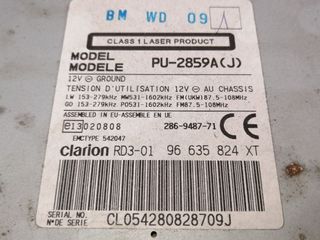 BM WD 09 A
CLASS 1 LASER PRODUCT
MODEL
MODELE PU-2859A(J)
12V ⊖ GROUND
TENSION D'UTILISATION 12V ⊖ AU CHASSIS
LW 153-279kHz MW531-1602kHz FM(UKW)87.5-108MHz
GO 153-279kHz PO531-1602kHz FM87.5-108MHz
ASSEMBLED IN EU-ASSEMBLE EN UE
e13 020808 286-9487-71
EMCTYPE 542047
clarion RD3-01 96 635 824 XT
SERIAL No.
N° DE SERIE CL054280828709J